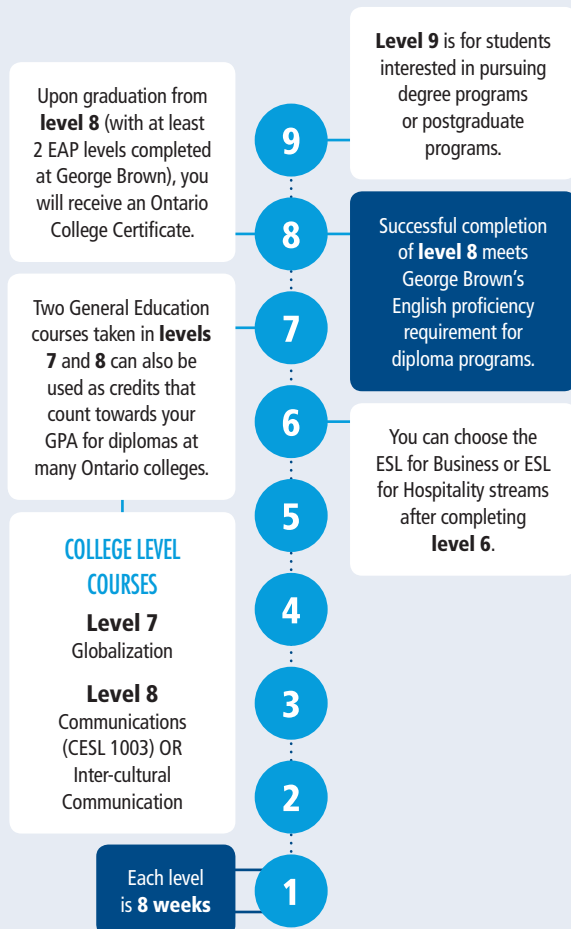 Level 9 is for students
interested in pursuing
degree programs
or postgraduate
programs.
Upon graduation from
level 8 (with at least
2 EAP levels completed
at George Brown), you
will receive an Ontario
College Certificate.
9
8
Successful completion
of level 8 meets
George Brown’s
English proficiency
requirement for
diploma programs.
Two General Education
courses taken in levels
7 and 8 can also be
used as credits that
count towards your
GPA for diplomas at
many Ontario colleges.
7
6
You can choose the
ESL for Business or ESL
for Hospitality streams
after completing
level 6.
5
COLLEGE LEVEL
COURSES
Level 7
Globalization
Level 8
Communications
(CESL 1003) OR
Inter-cultural
Communication
4
3
2
Each level
is 8 weeks
1